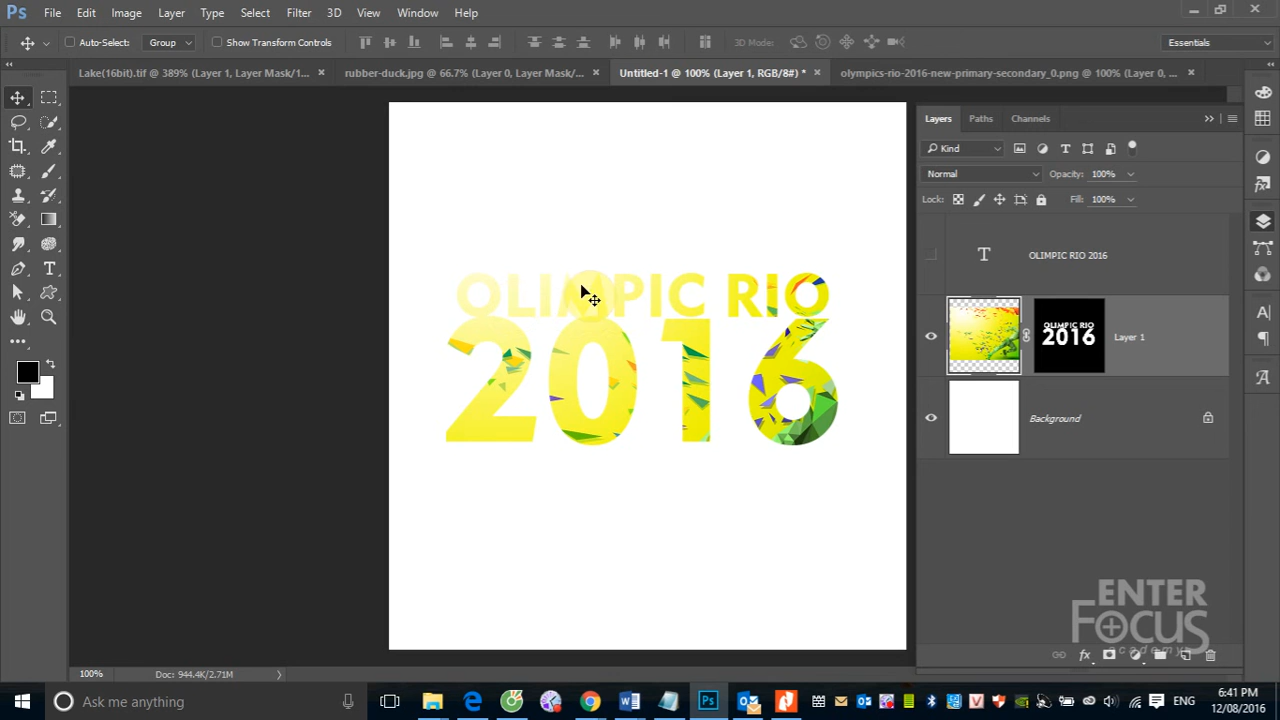 Ps File Edit Image Layer Type Select Filter 3D View Window Help
Auto-Select: Group Show Transform Controls 3D Mode: Essentials
Lake(16bit).tif @ 389% (Layer 1, Layer Mask/1... × rubber-duck.jpg @ 66.7% (Layer 0, Layer Mask/... × Untitled-1 @ 100% (Layer 1, RGB/8#) * × olympics-rio-2016-new-primary-secondary_0.png @ 100% (Layer 0, ... ×
Layers Paths Channels
Kind
Normal Opacity: 100%
Lock: Fill: 100%
OLIMPIC RIO 2016
OLIMPIC RIO
2016
OLIMPIC RIO
2016
Layer 1
Background
ENTER
FOCUS
academy
100% Doc: 944.4K/2.71M
Ask me anything
Ps
ENG
6:41 PM
12/08/2016